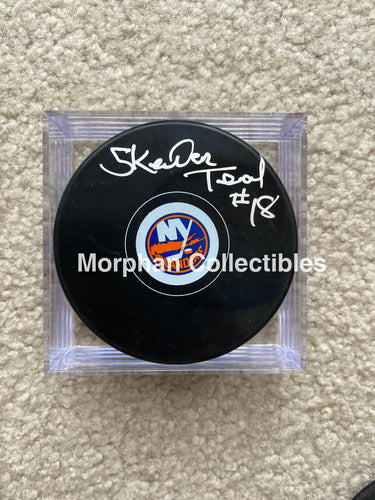 Skeeter
Teal
#18
NY
Morphan Collectibles